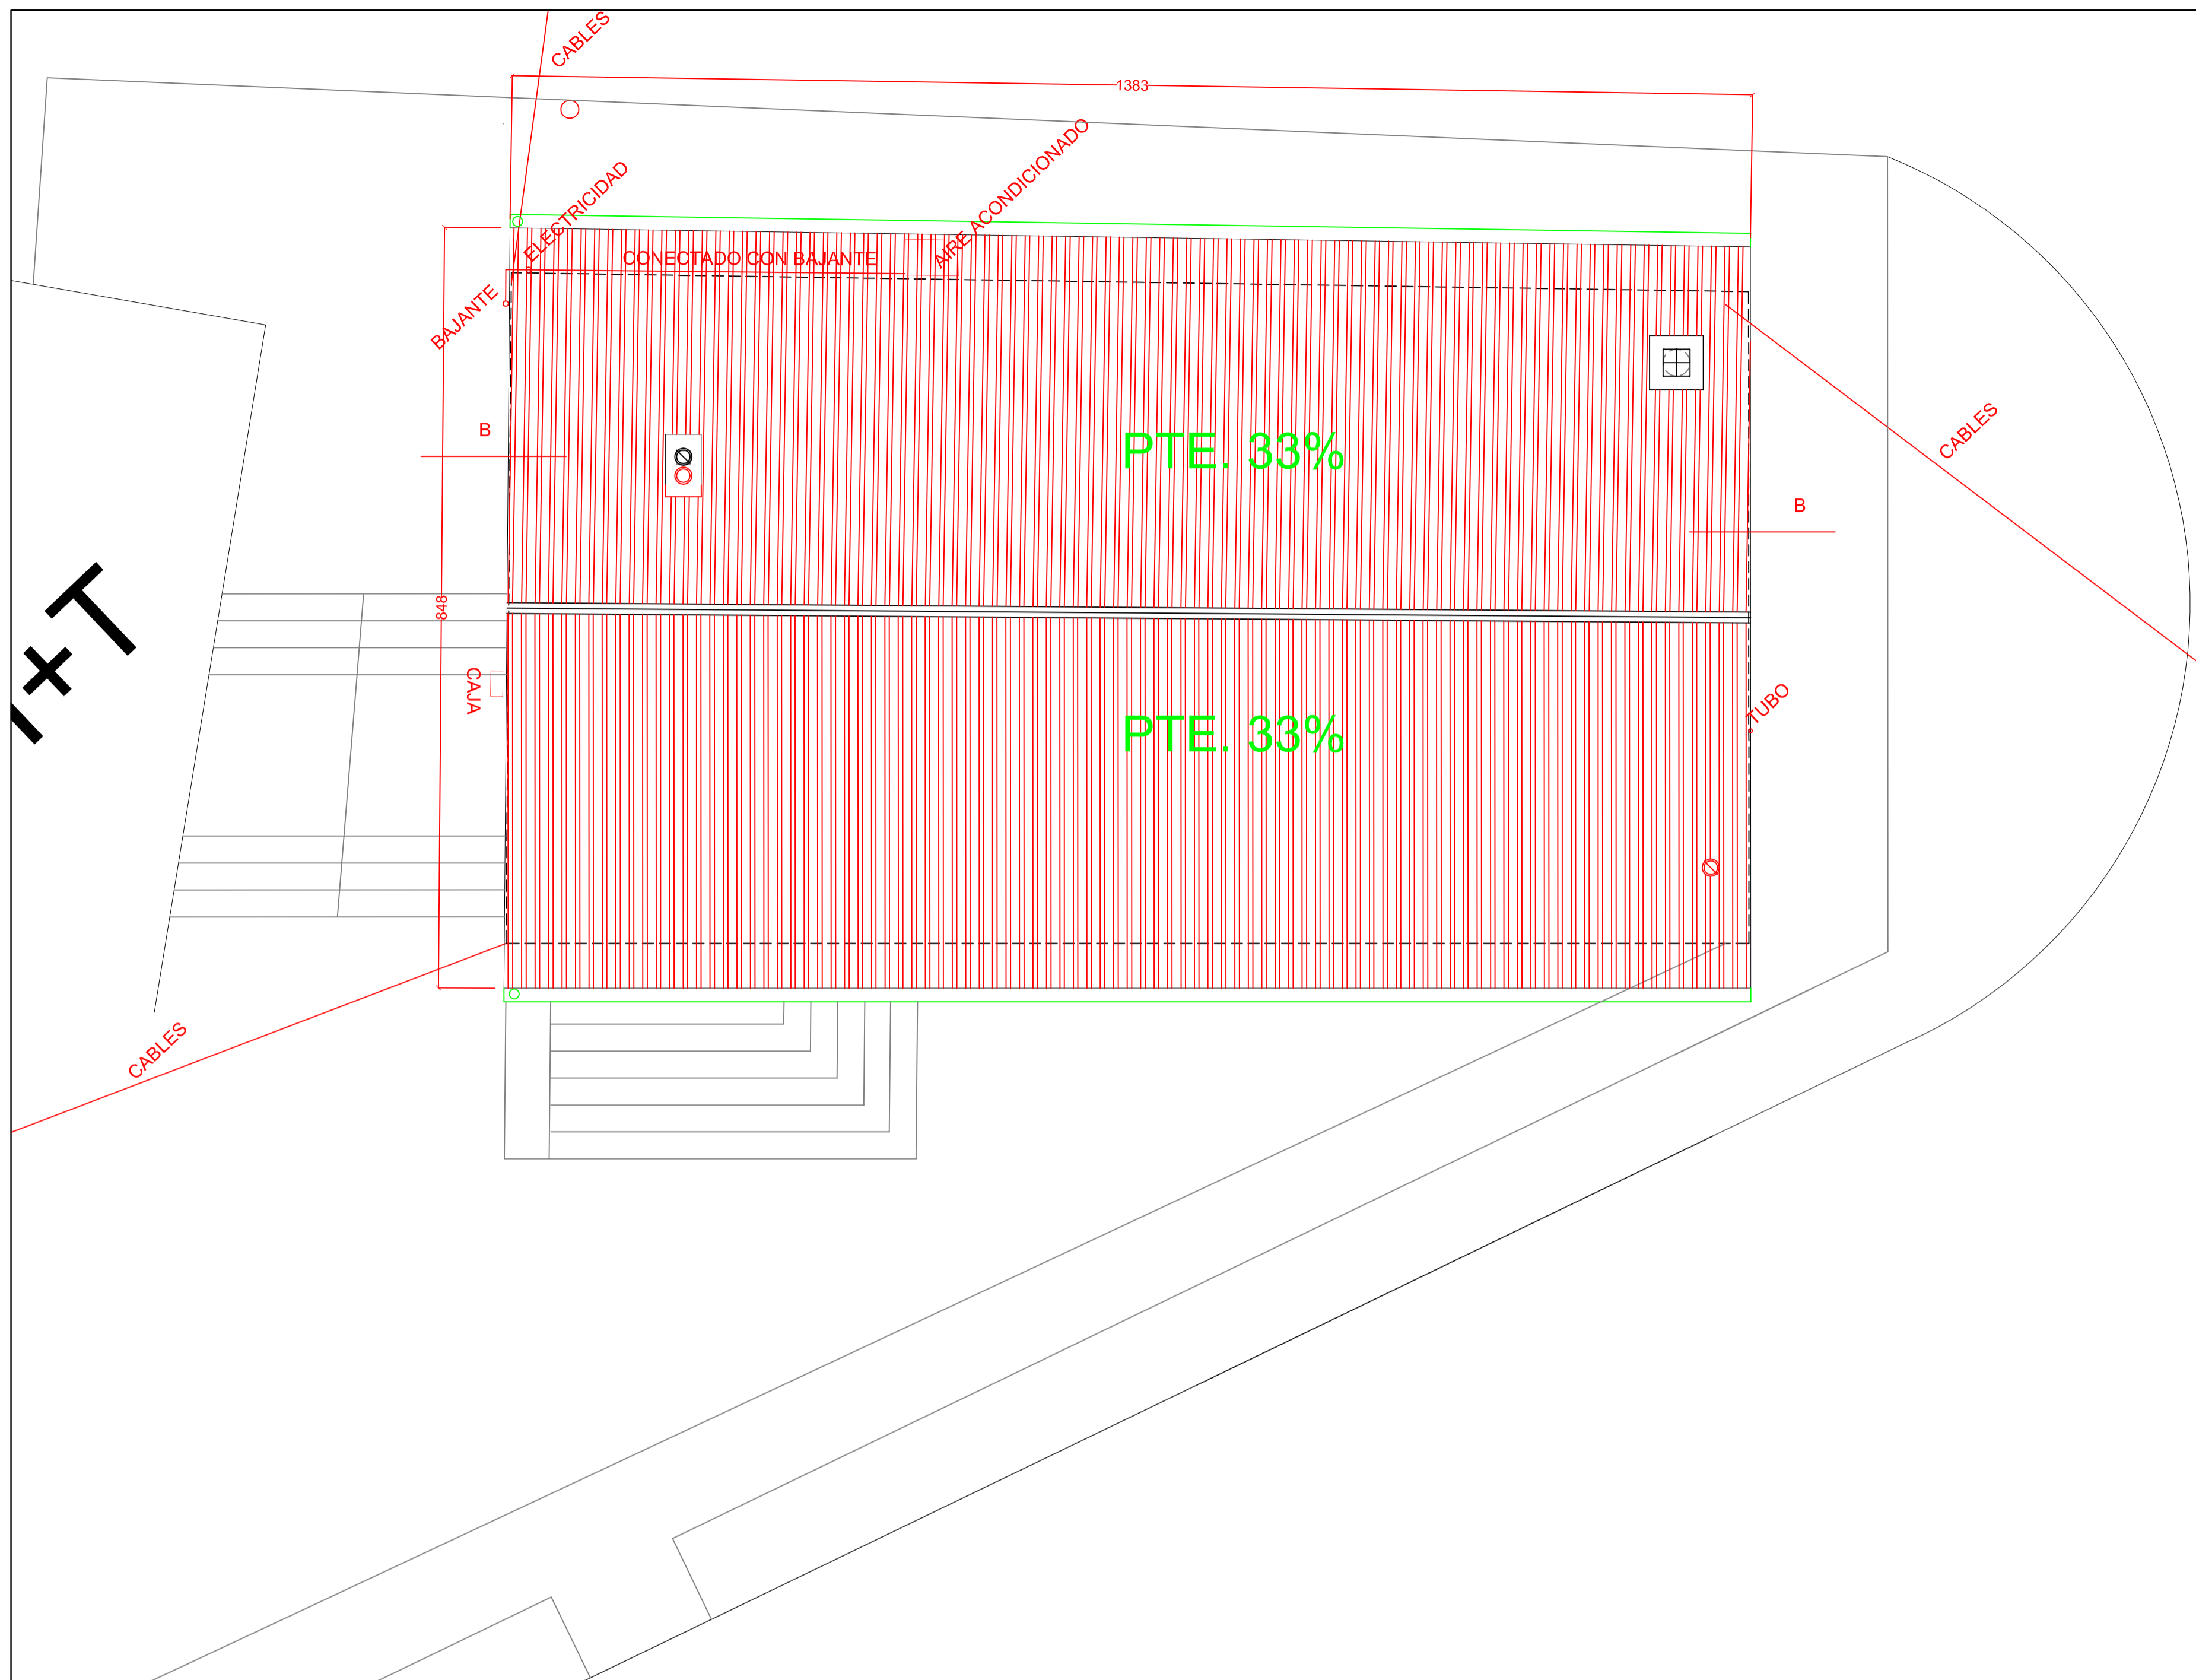 CABLES
1383
AIRE ACONDICIONADO
ELECTRICIDAD
CONECTADO CON BAJANTE
BAJANTE
B
PTE. 33%
CABLES
B
848
+T
CAJA
TUBO
PTE. 33%
CABLES